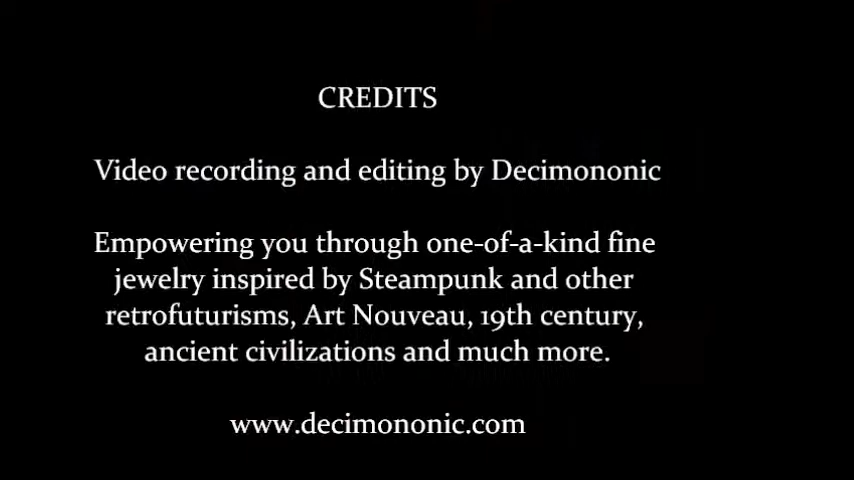 CREDITS
Video recording and editing by Decimononic
Empowering you through one-of-a-kind fine
jewelry inspired by Steampunk and other
retrofuturisms, Art Nouveau, 19th century,
ancient civilizations and much more.
www.decimononic.com